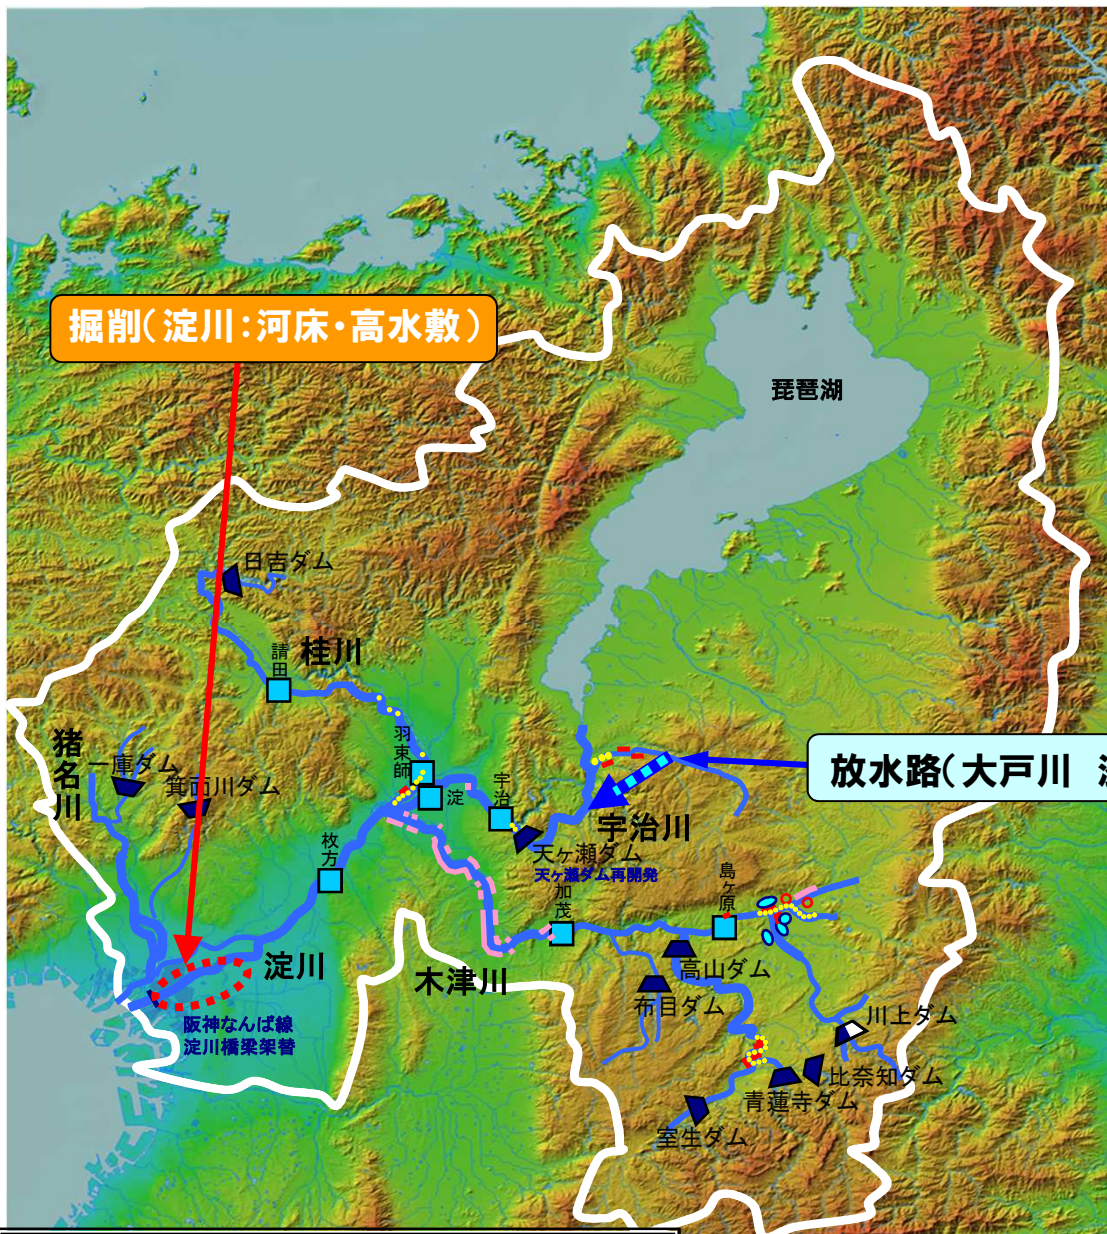 掘削(淀川:河床・高水敷)
琵琶湖
日吉ダム
請田
桂川
羽束師
猪名川
一庫ダム
箕面川ダム
淀
宇治
放水路(大戸川
宇治川
天ヶ瀬ダム
天ヶ瀬ダム再開発
枚方
加茂
島ヶ原
淀川
木津川
高山ダム
布目ダム
川上ダム
阪神なんば線
淀川橋梁架替
比奈知ダム
青蓮寺ダム
室生ダム